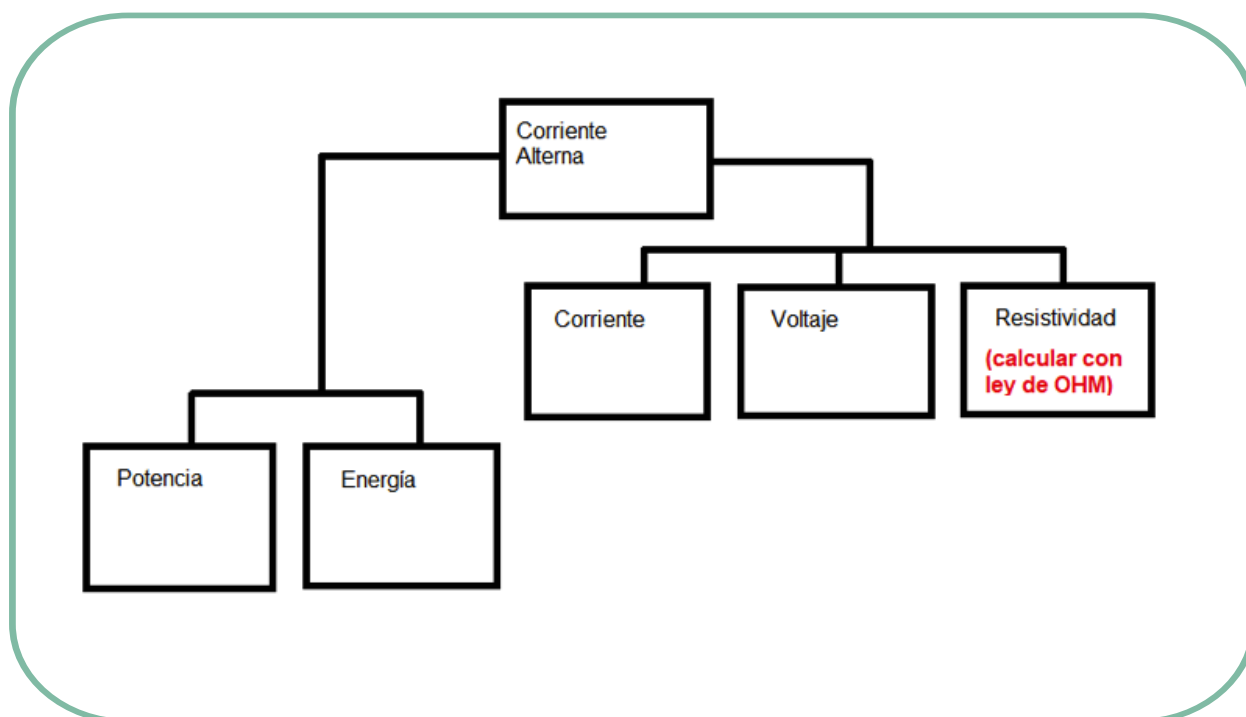 Corriente
Alterna
Corriente
Voltaje
Resistividad
(calcular con
ley de OHM)
Potencia
Energía